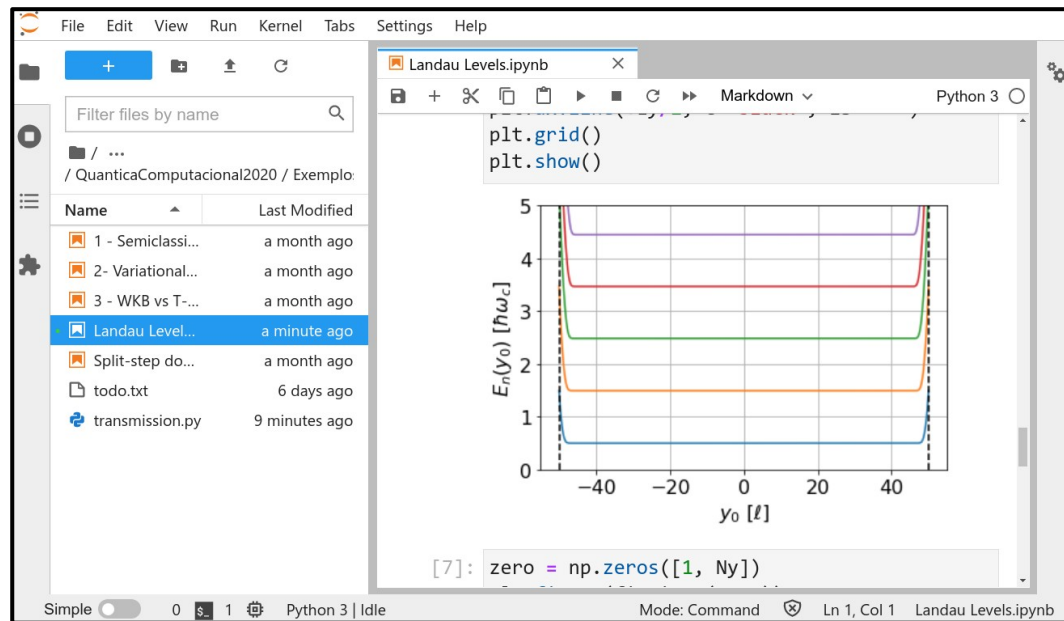 File Edit View Run Kernel Tabs Settings Help
Filter files by name
/ ...
/ QuanticaComputacional2020 / Exemplo
Name Last Modified
1 - Semiclassi... a month ago
2- Variational... a month ago
3 - WKB vs T-... a month ago
Landau Level... a minute ago
Split-step do... a month ago
todo.txt 6 days ago
transmission.py 9 minutes ago
Landau Levels.ipynb
Markdown Python 3
plt.grid()
plt.show()
5
4
3
2
1
0
Eₙ(y₀) [ħω꜀]
−40 −20 0 20 40
y₀ [ℓ]
[7]: zero = np.zeros([1, Ny])
Simple 0 $_ 1 Python 3 | Idle Mode: Command Ln 1, Col 1 Landau Levels.ipynb